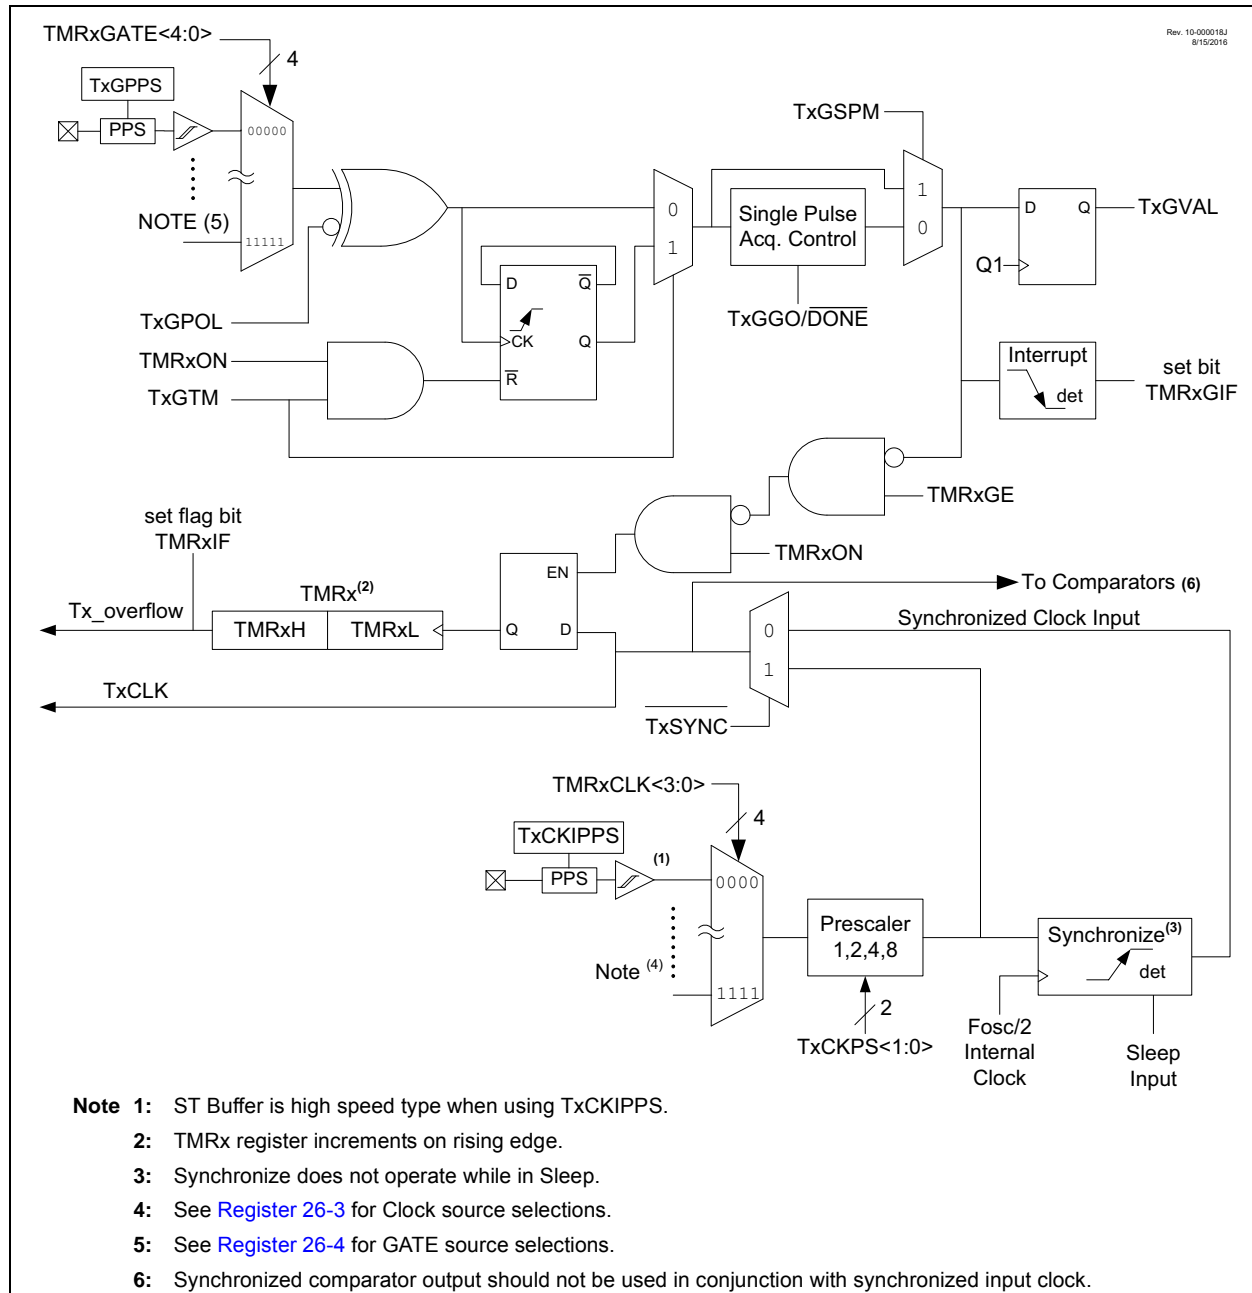 Rev. 10-000018J
8/15/2016
TMRxGATE<4:0>
4
TxGPPS
PPS
00000
NOTE (5)
11111
TxGPOL
TMRxON
TxGTM
D
Q̅
CK
Q
R̅
0
1
Single Pulse
Acq. Control
TxGGO/D̅O̅N̅E̅
TxGSPM
1
0
D
Q
Q1
TxGVAL
Interrupt
det
set bit
TMRxGIF
TMRxGE
TMRxON
set flag bit
TMRxIF
Tx_overflow
TMRx(2)
TMRxH
TMRxL
EN
Q
D
TxCLK
To Comparators (6)
Synchronized Clock Input
0
1
T̅x̅S̅Y̅N̅C̅
TMRxCLK<3:0>
4
TxCKIPPS
PPS
(1)
0000
Note (4)
1111
Prescaler
1,2,4,8
2
TxCKPS<1:0>
Synchronize(3)
det
Fosc/2
Internal
Clock
Sleep
Input
Note 1: ST Buffer is high speed type when using TxCKIPPS.
2: TMRx register increments on rising edge.
3: Synchronize does not operate while in Sleep.
4: See Register 26-3 for Clock source selections.
5: See Register 26-4 for GATE source selections.
6: Synchronized comparator output should not be used in conjunction with synchronized input clock.